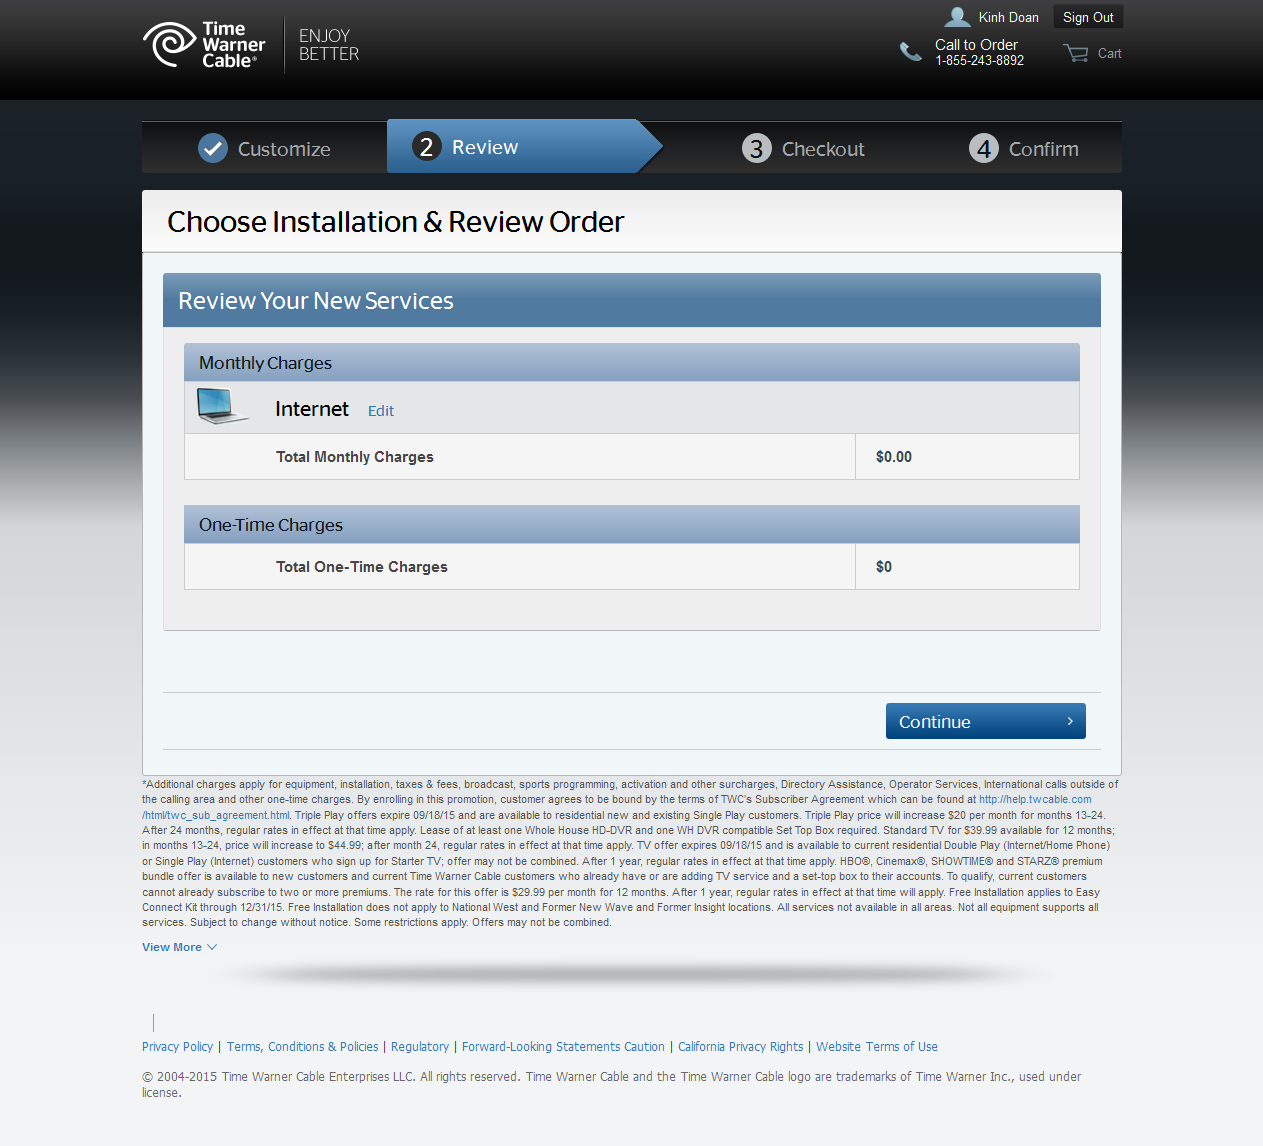 Time Warner Cable®
ENJOY BETTER
Kinh Doan
Sign Out
Call to Order
1-855-243-8892
Cart
Customize
2 Review
3 Checkout
4 Confirm
Choose Installation & Review Order
Review Your New Services
Monthly Charges
Internet Edit
Total Monthly Charges $0.00
One-Time Charges
Total One-Time Charges $0
Continue
*Additional charges apply for equipment, installation, taxes & fees, broadcast, sports programming, activation and other surcharges, Directory Assistance, Operator Services, International calls outside of
the calling area and other one-time charges. By enrolling in this promotion, customer agrees to be bound by the terms of TWC's Subscriber Agreement which can be found at http://help.twcable.com
/html/twc_sub_agreement.html. Triple Play offers expire 09/18/15 and are available to residential new and existing Single Play customers. Triple Play price will increase $20 per month for months 13-24.
After 24 months, regular rates in effect at that time apply. Lease of at least one Whole House HD-DVR and one WH DVR compatible Set Top Box required. Standard TV for $39.99 available for 12 months;
in months 13-24, price will increase to $44.99; after month 24, regular rates in effect at that time apply. TV offer expires 09/18/15 and is available to current residential Double Play (Internet/Home Phone)
or Single Play (Internet) customers who sign up for Starter TV; offer may not be combined. After 1 year, regular rates in effect at that time apply. HBO®, Cinemax®, SHOWTIME® and STARZ® premium
bundle offer is available to new customers and current Time Warner Cable customers who already have or are adding TV service and a set-top box to their accounts. To qualify, current customers
cannot already subscribe to two or more premiums. The rate for this offer is $29.99 per month for 12 months. After 1 year, regular rates in effect at that time will apply. Free Installation applies to Easy
Connect Kit through 12/31/15. Free Installation does not apply to National West and Former New Wave and Former Insight locations. All services not available in all areas. Not all equipment supports all
services. Subject to change without notice. Some restrictions apply. Offers may not be combined.
View More
Privacy Policy | Terms, Conditions & Policies | Regulatory | Forward-Looking Statements Caution | California Privacy Rights | Website Terms of Use
© 2004-2015 Time Warner Cable Enterprises LLC. All rights reserved. Time Warner Cable and the Time Warner Cable logo are trademarks of Time Warner Inc., used under
license.